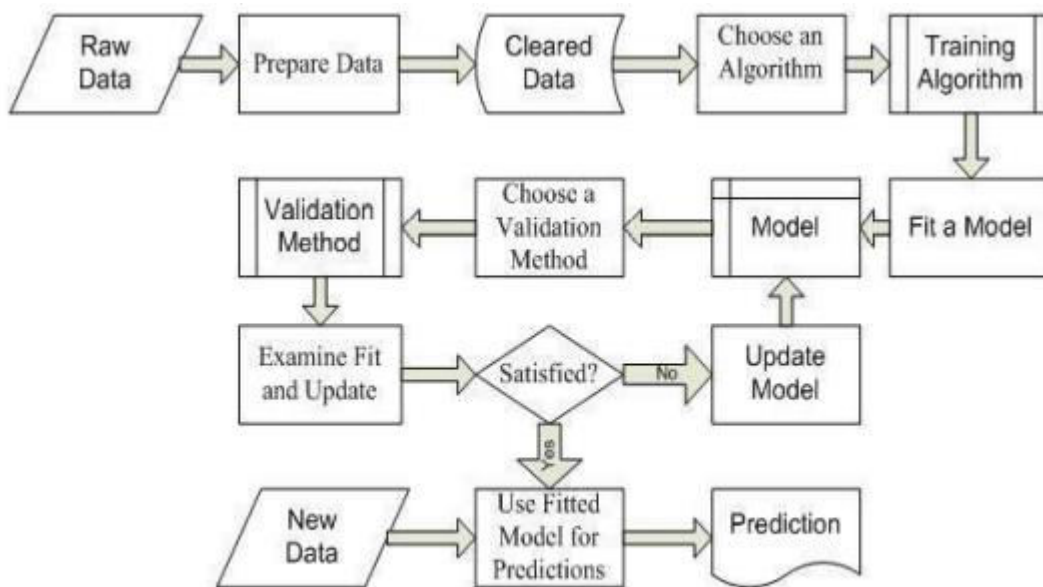 Raw
Data
Prepare Data
Cleared
Data
Choose an
Algorithm
Training
Algorithm
Validation
Method
Choose a
Validation
Method
Model
Fit a Model
Examine Fit
and Update
Satisfied?
No
Update
Model
Yes
New
Data
Use Fitted
Model for
Predictions
Prediction